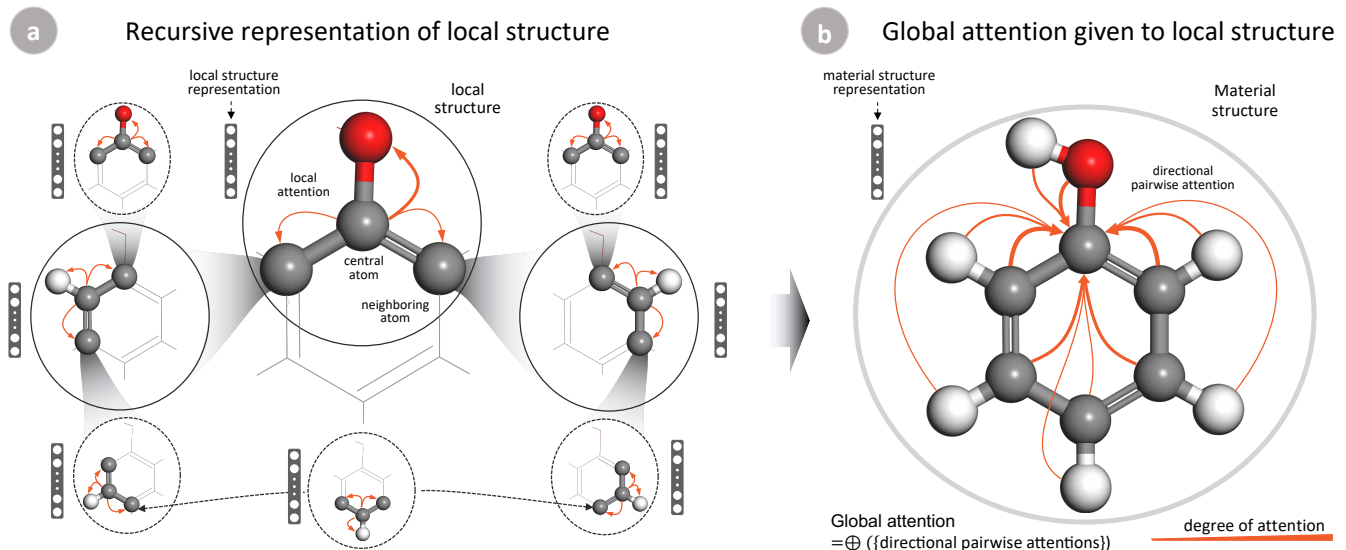 a
Recursive representation of local structure
local structure
representation
local
structure
local
attention
central
atom
neighboring
atom
b
Global attention given to local structure
material structure
representation
Material
structure
directional
pairwise attention
Global attention
=⊕ ({directional pairwise attentions})
degree of attention